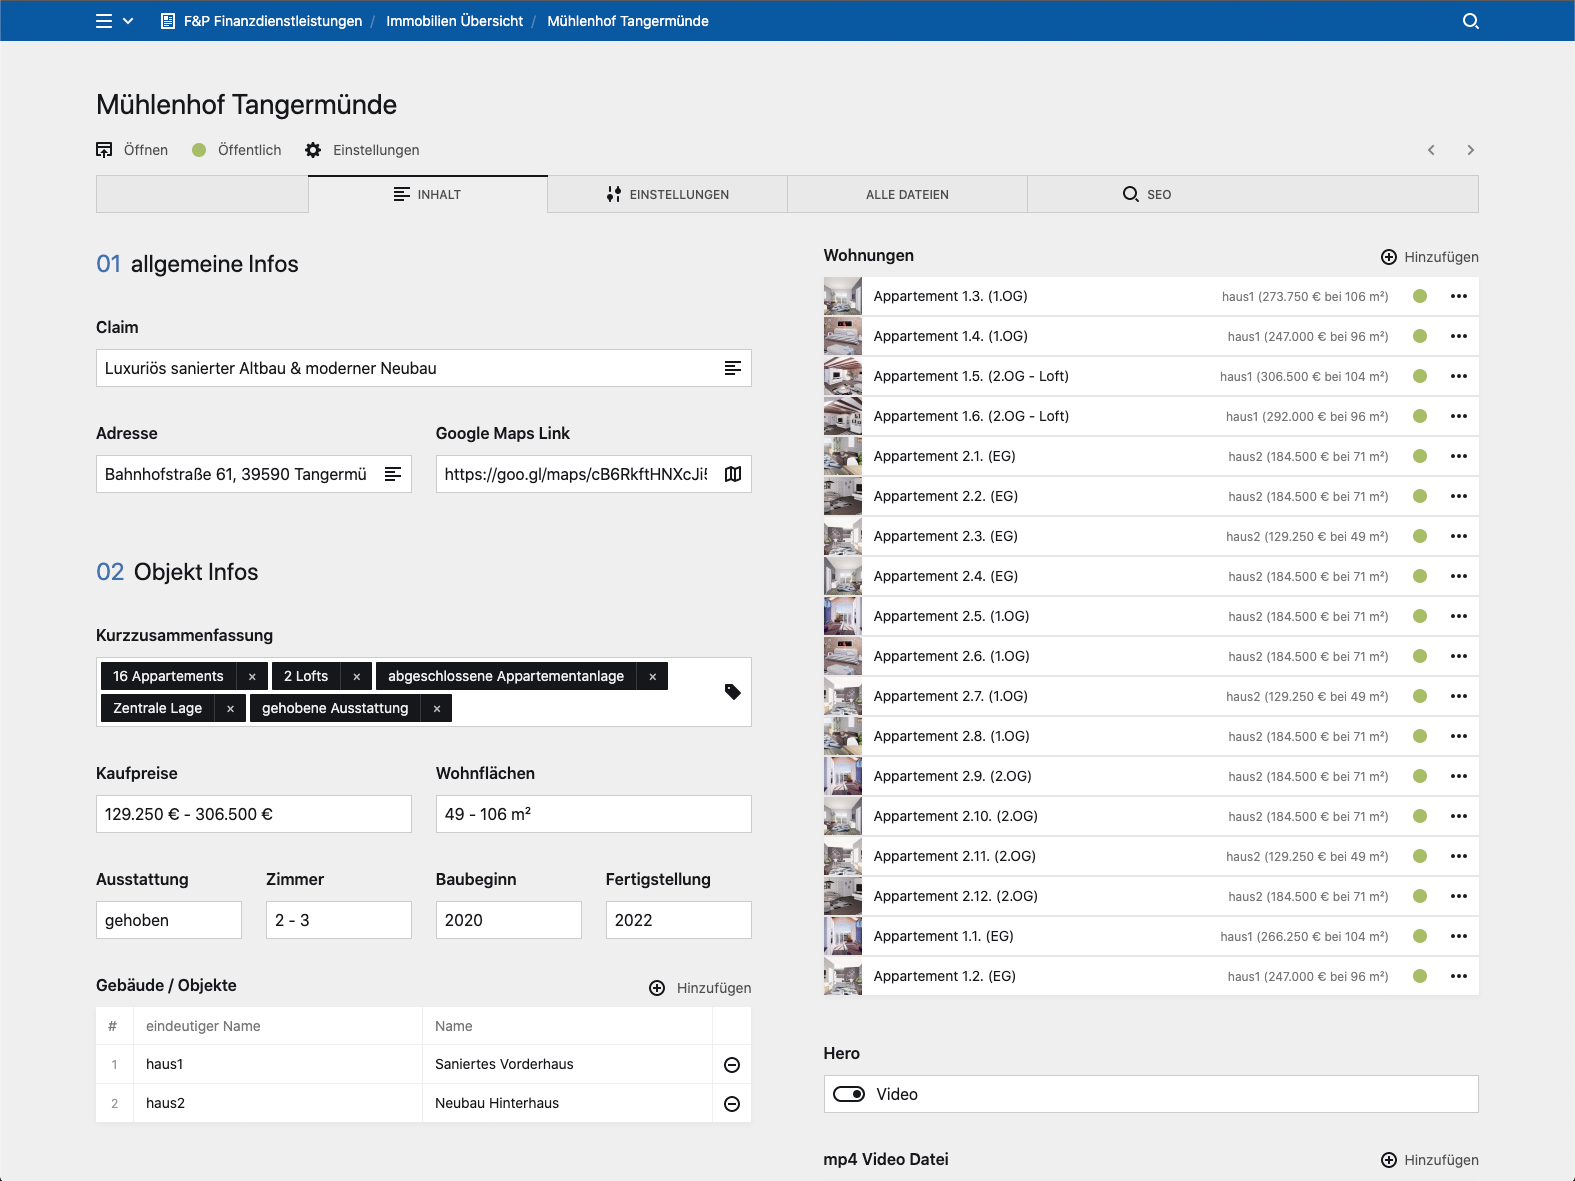 F&P Finanzdienstleistungen / Immobilien Übersicht / Mühlenhof Tangermünde
Mühlenhof Tangermünde
Öffnen Öffentlich Einstellungen
INHALT EINSTELLUNGEN ALLE DATEIEN SEO
01 allgemeine Infos
Claim
Luxuriös sanierter Altbau & moderner Neubau
Adresse Google Maps Link
Bahnhofstraße 61, 39590 Tangermü https://goo.gl/maps/cB6RkftHNXcJi5
02 Objekt Infos
Kurzzusammenfassung
16 Appartements × 2 Lofts × abgeschlossene Appartementanlage ×
Zentrale Lage × gehobene Ausstattung ×
Kaufpreise Wohnflächen
129.250 € - 306.500 € 49 - 106 m²
Ausstattung Zimmer Baubeginn Fertigstellung
gehoben 2 - 3 2020 2022
Gebäude / Objekte Hinzufügen
# eindeutiger Name Name
1 haus1 Saniertes Vorderhaus
2 haus2 Neubau Hinterhaus
Wohnungen Hinzufügen
Appartement 1.3. (1.OG) haus1 (273.750 € bei 106 m²)
Appartement 1.4. (1.OG) haus1 (247.000 € bei 96 m²)
Appartement 1.5. (2.OG - Loft) haus1 (306.500 € bei 104 m²)
Appartement 1.6. (2.OG - Loft) haus1 (292.000 € bei 96 m²)
Appartement 2.1. (EG) haus2 (184.500 € bei 71 m²)
Appartement 2.2. (EG) haus2 (184.500 € bei 71 m²)
Appartement 2.3. (EG) haus2 (129.250 € bei 49 m²)
Appartement 2.4. (EG) haus2 (184.500 € bei 71 m²)
Appartement 2.5. (1.OG) haus2 (184.500 € bei 71 m²)
Appartement 2.6. (1.OG) haus2 (184.500 € bei 71 m²)
Appartement 2.7. (1.OG) haus2 (129.250 € bei 49 m²)
Appartement 2.8. (1.OG) haus2 (184.500 € bei 71 m²)
Appartement 2.9. (2.OG) haus2 (184.500 € bei 71 m²)
Appartement 2.10. (2.OG) haus2 (184.500 € bei 71 m²)
Appartement 2.11. (2.OG) haus2 (129.250 € bei 49 m²)
Appartement 2.12. (2.OG) haus2 (184.500 € bei 71 m²)
Appartement 1.1. (EG) haus1 (266.250 € bei 104 m²)
Appartement 1.2. (EG) haus1 (247.000 € bei 96 m²)
Hero
Video
mp4 Video Datei Hinzufügen